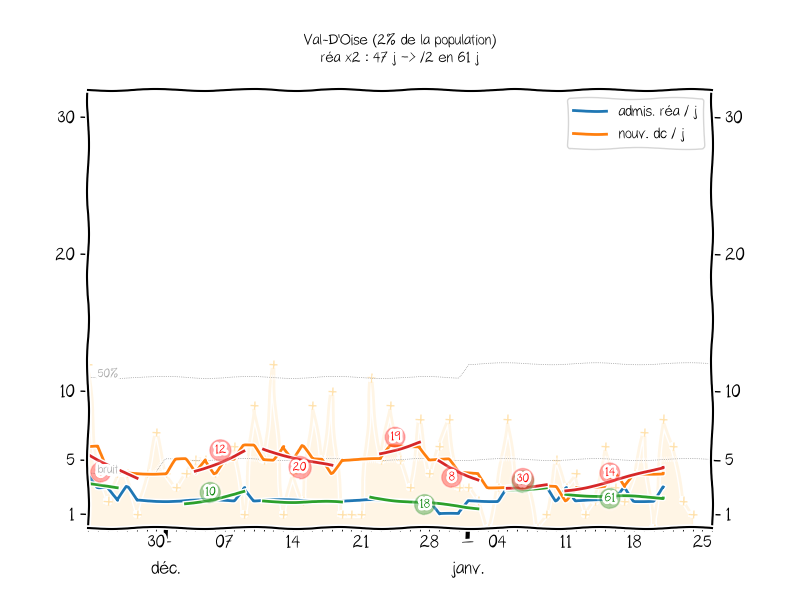 Val-D'Oise (2% de la population)
réa x2 : 47 j -> /2 en 61 j
admis. réa / j
nouv. dc / j
30 30
20 20
50%
10 10
19
12
20
bruit
8
30
14
5 5
10
18
61
1 1
30 07 14 21 28 04 11 18 25
déc. janv.